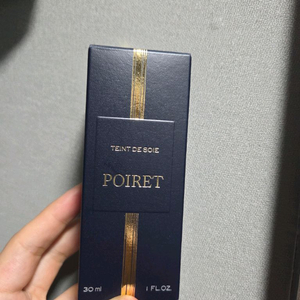 TEINT DE SOIE
POIRET
30 ml 1 FL.OZ.